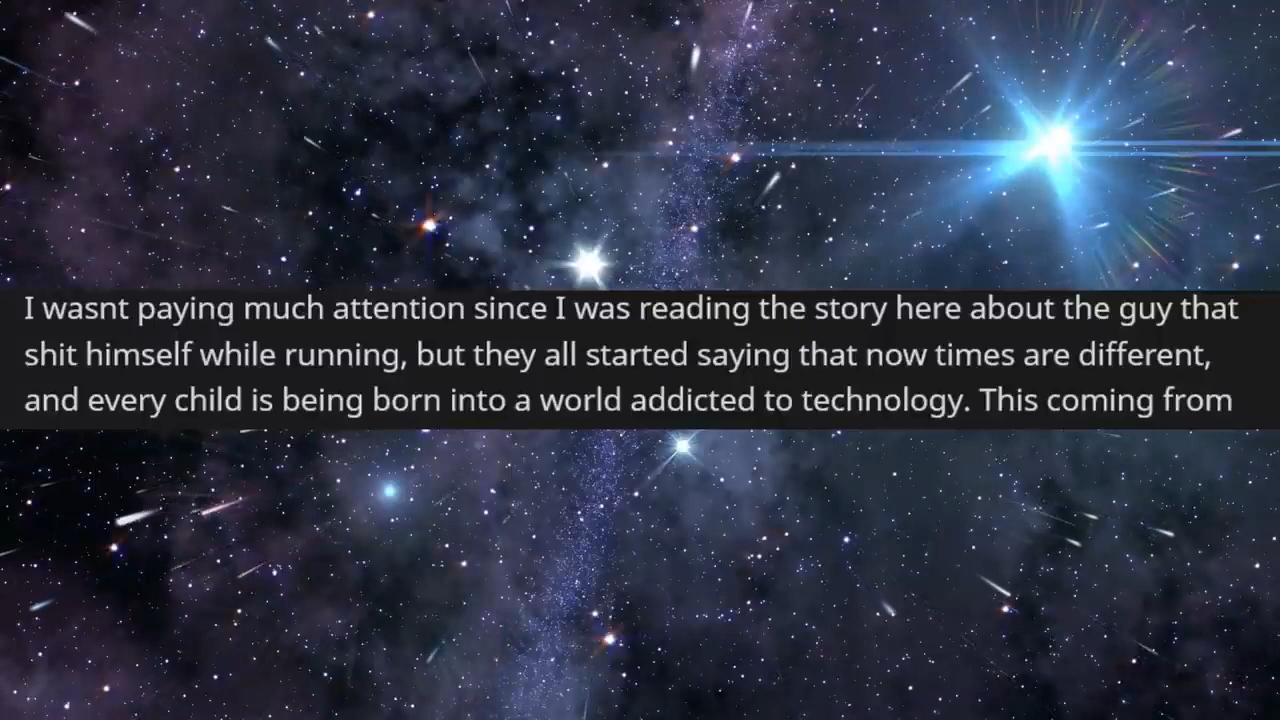 I wasnt paying much attention since I was reading the story here about the guy that
shit himself while running, but they all started saying that now times are different,
and every child is being born into a world addicted to technology. This coming from